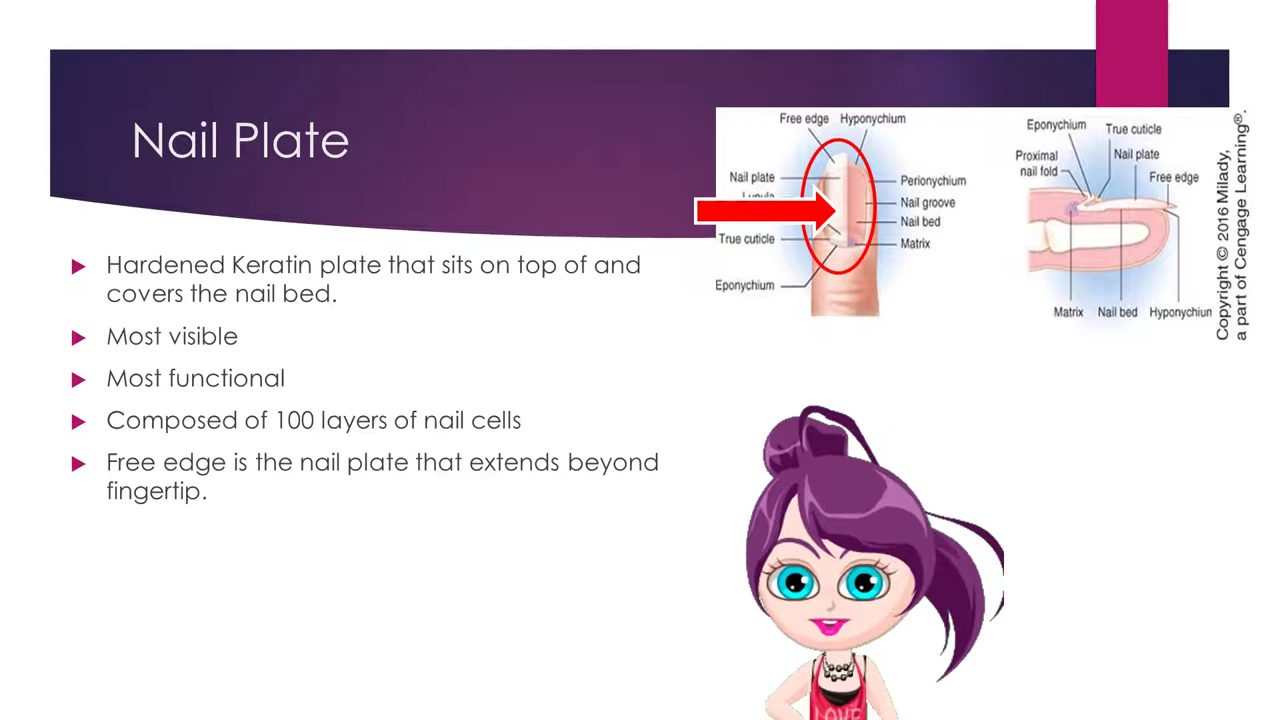 Nail Plate
Hardened Keratin plate that sits on top of and
covers the nail bed.
Most visible
Most functional
Composed of 100 layers of nail cells
Free edge is the nail plate that extends beyond
fingertip.
Free edge
Hyponychium
Nail plate
True cuticle
Eponychium
Perionychium
Nail groove
Nail bed
Matrix
Eponychium
True cuticle
Proximal
nail fold
Nail plate
Free edge
Matrix
Nail bed
Hyponychium
Copyright © 2016 Milady,
a part of Cengage Learning®.
LOVE